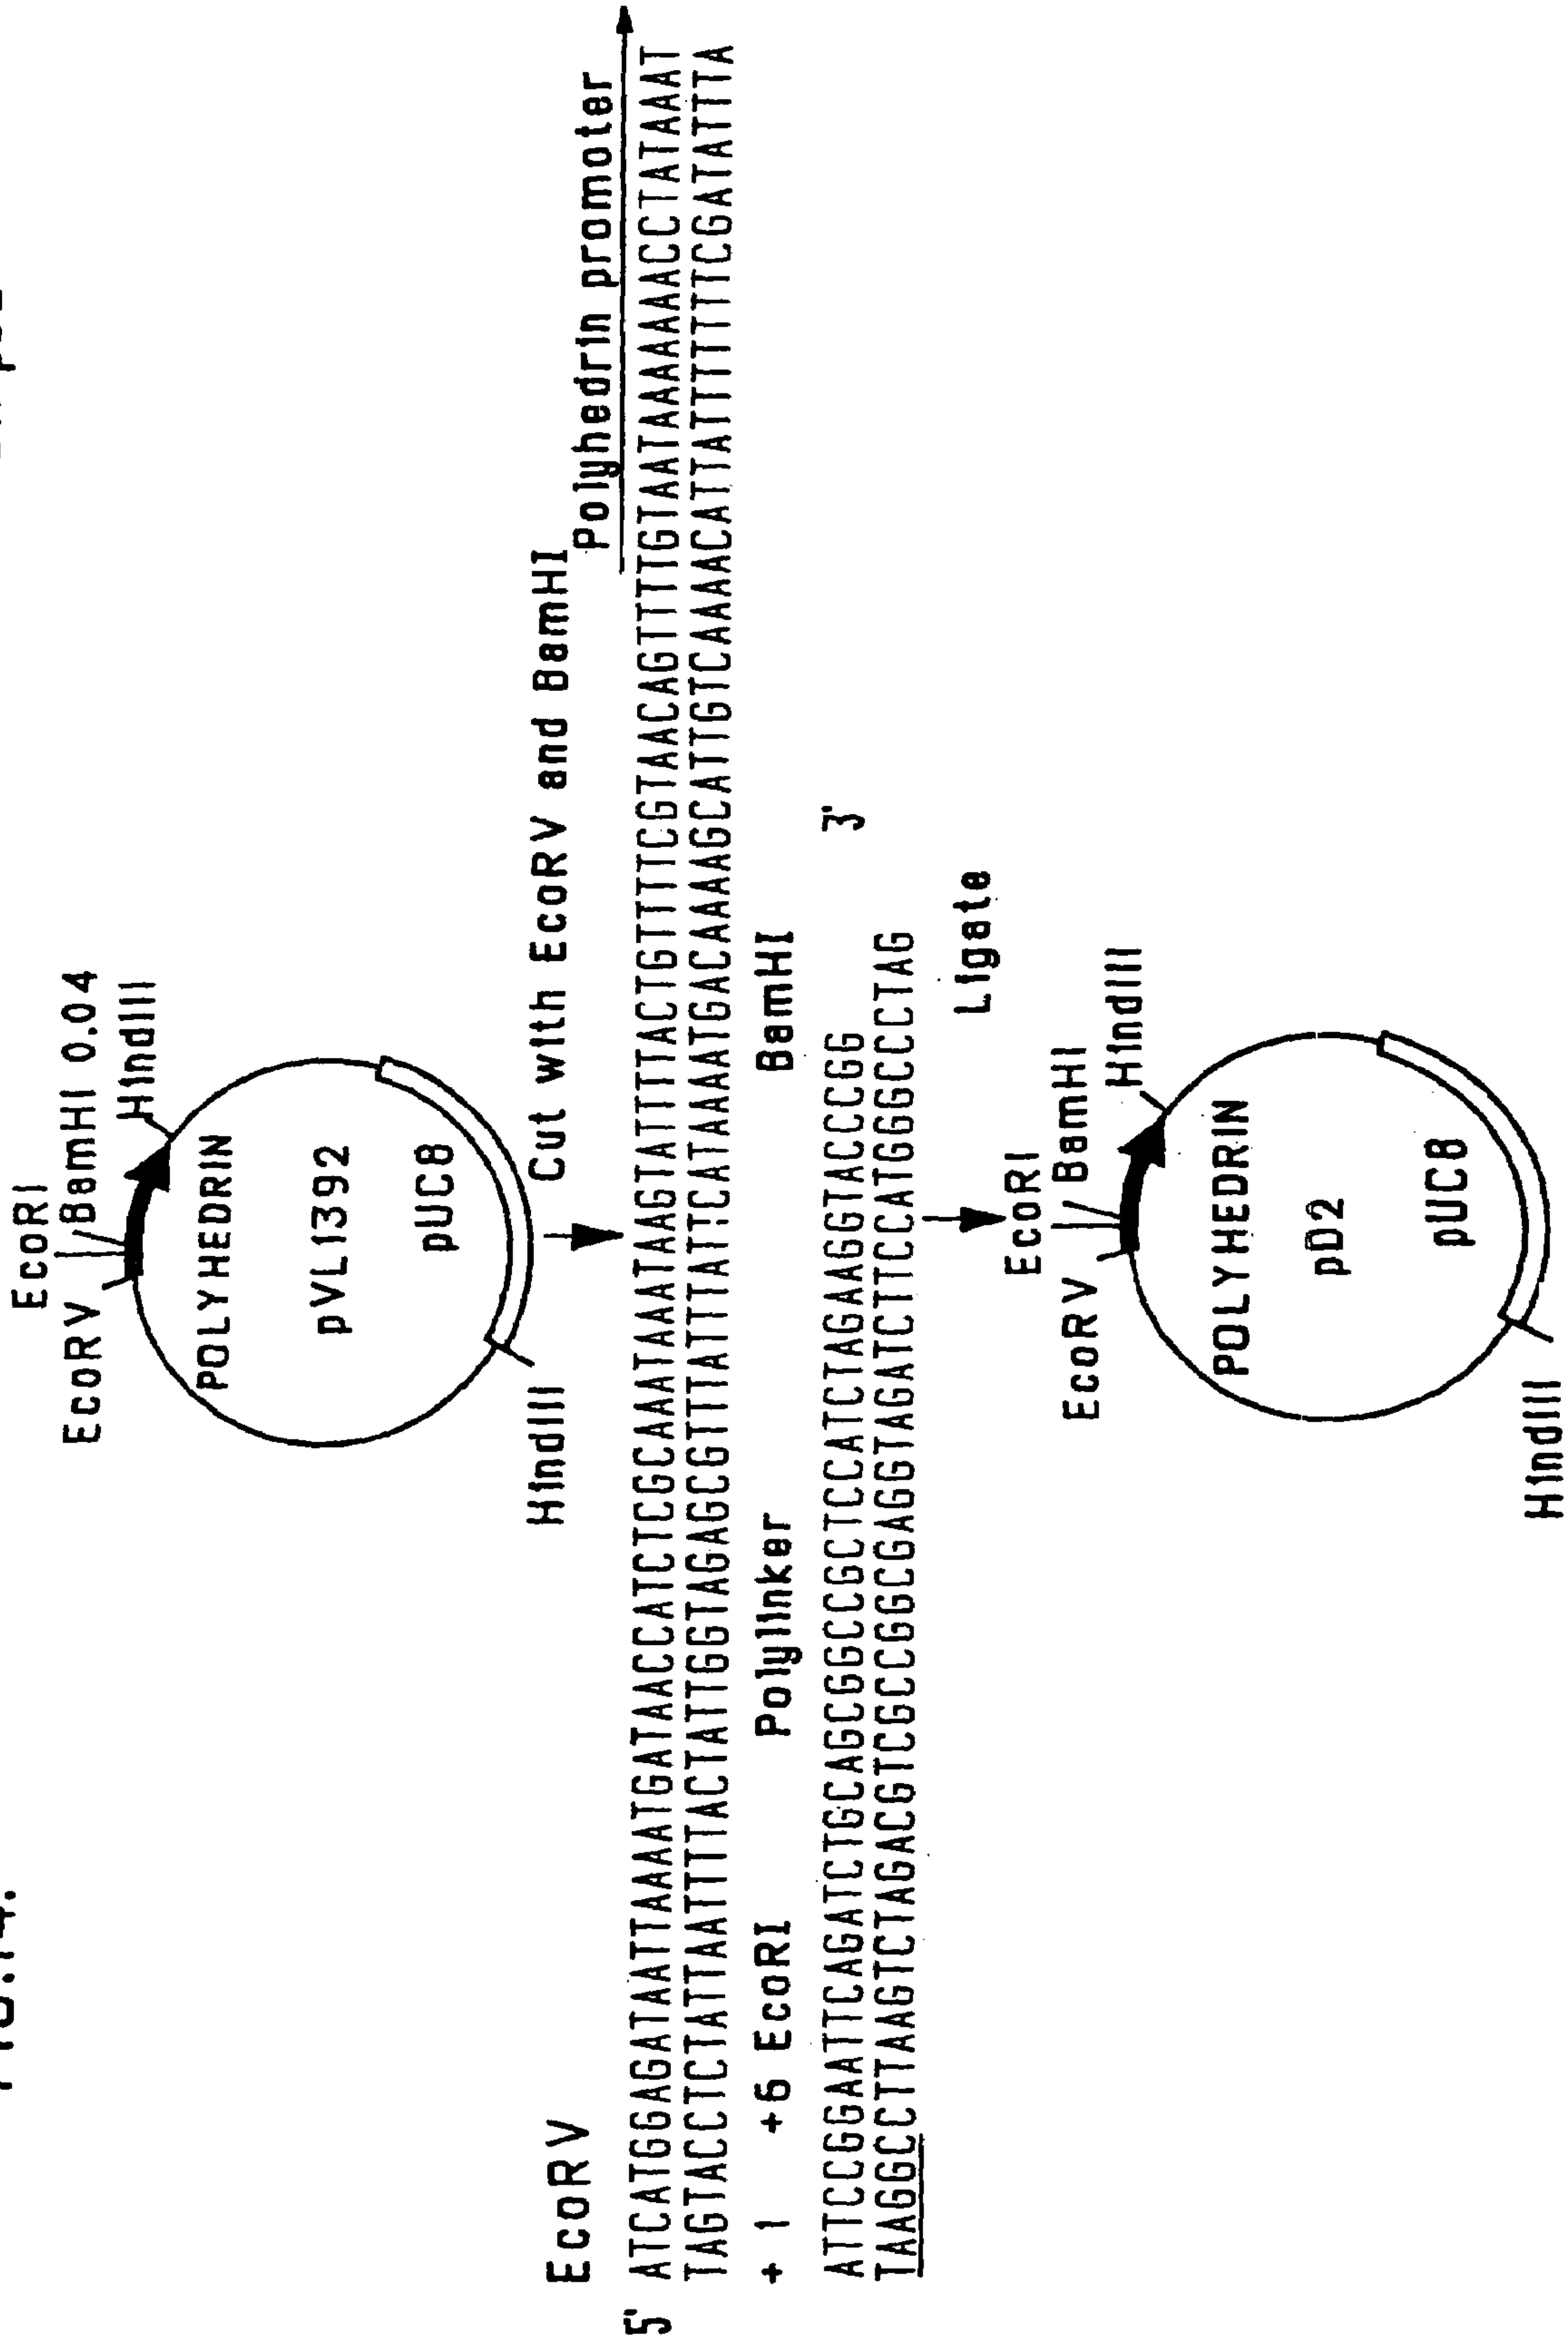 FIG.14.
EcoRI
EcoRV BamHI 0.04
HindIII
POLYHEDRIN
pVL1392
pUC8
HindIII
Cut with EcoRV and BamHI
EcoRV
Polyhedrin promoter
5' ATCATGGAGATAATTAAAATGATAACCATCTCGCAAATAAATAAGTATTTTACTGTTTTCGTAACAGTTTTGTAATAAAAAAACCTATAAAT
TAGTACCTCTATTAATTTTACTATTGGTAGAGCGTTTATTTATTCATAAAATGACAAAAGCATTGTCAAAACATTATTTTTTTCGATATTTA
+ 1 +6 EcoRI Polylinker BamHI
ATTCCGGAATTCAGATCTGCAGCGGCCGCTCCATCTAGAAGGTACCCGG 3'
TAAGGCCTTAAGTCTAGACGTCGCCGGCGAGGTAGATCTTCCATGGGCCCTAG
Ligate
EcoRI
EcoRV BamHI
HindIII
POLYHEDRIN
pD2
pUC8
HindIII